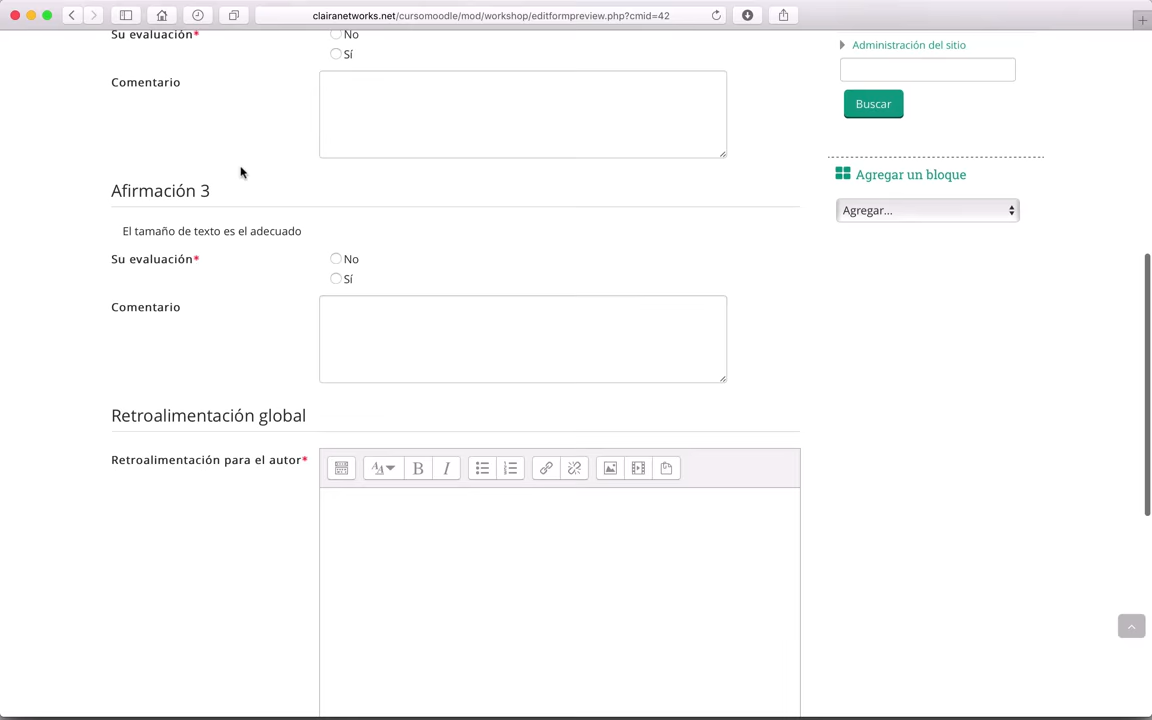 clairanetworks.net/cursomoodle/mod/workshop/editformpreview.php?cmid=42
Su evaluación*
No
Sí
Comentario
Afirmación 3
El tamaño de texto es el adecuado
Su evaluación*
No
Sí
Comentario
Retroalimentación global
Retroalimentación para el autor*
B
I
Administración del sitio
Buscar
Agregar un bloque
Agregar...